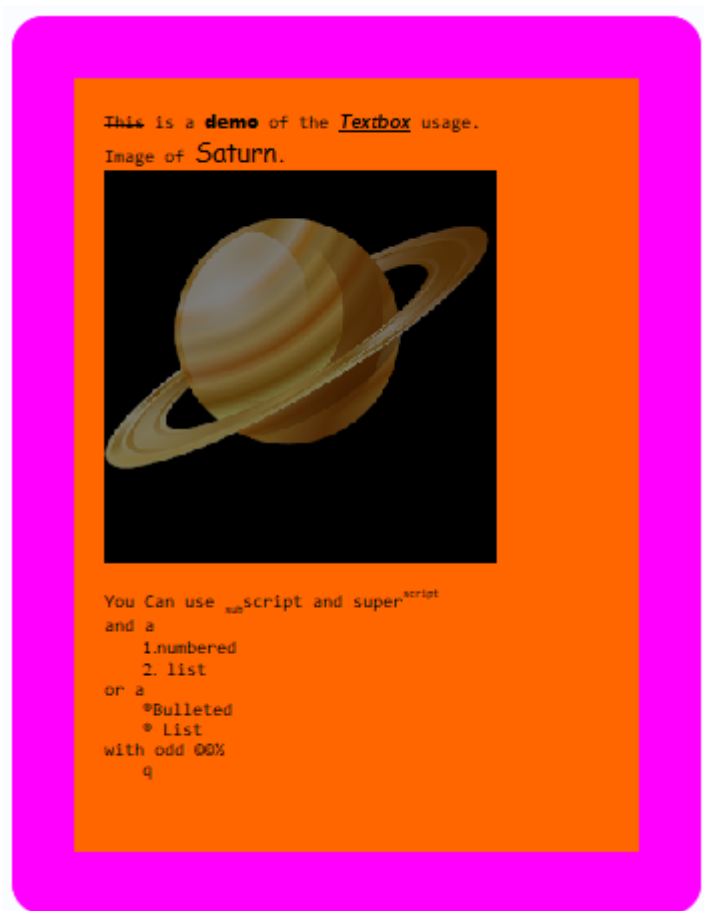 This is a demo of the Textbox usage.
Image of Saturn.
You Can use subscript and superscript
and a
1.numbered
2. list
or a
®Bulleted
® List
with odd @@%
q